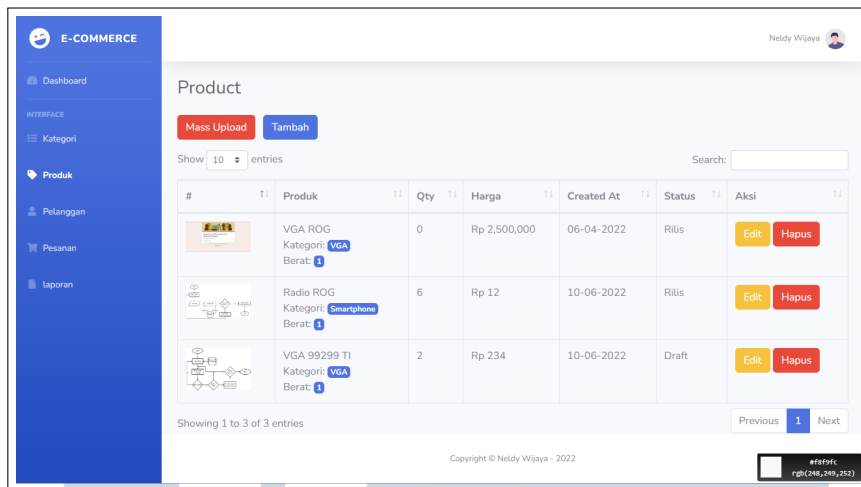 E-COMMERCE
Neldy Wijaya
Dashboard
INTERFACE
Kategori
Produk
Pelanggan
Pesanan
laporan
Product
Mass Upload Tambah
Show 10 entries Search:
# Produk Qty Harga Created At Status Aksi
VGA ROG
Kategori: VGA
Berat: 1
0 Rp 2,500,000 06-04-2022 Rilis Edit Hapus
Radio ROG
Kategori: Smartphone
Berat: 1
6 Rp 12 10-06-2022 Rilis Edit Hapus
VGA 99299 TI
Kategori: VGA
Berat: 1
2 Rp 234 10-06-2022 Draft Edit Hapus
Showing 1 to 3 of 3 entries
Previous 1 Next
Copyright © Neldy Wijaya - 2022
#f8f9fc
rgb(248,249,252)